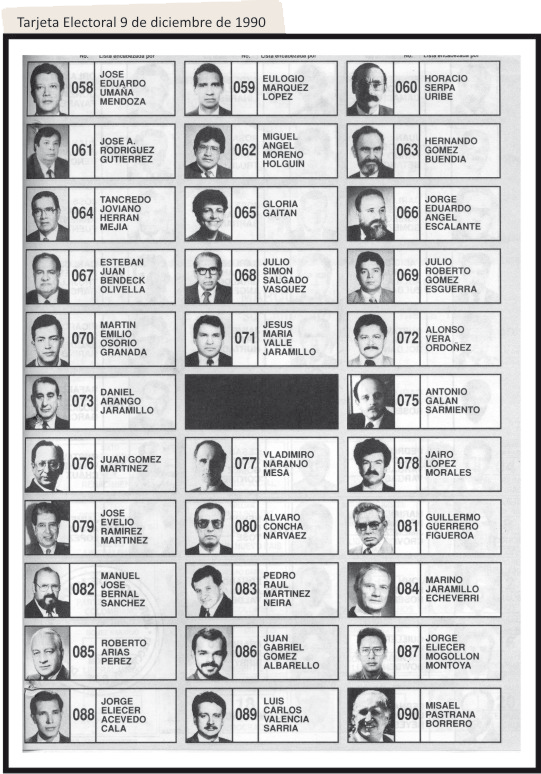 Tarjeta Electoral 9 de diciembre de 1990
No. Lista encabezada por
No. Lista encabezada por
No. Lista encabezada por
058
JOSE
EDUARDO
UMAÑA
MENDOZA
059
EULOGIO
MARQUEZ
LOPEZ
060
HORACIO
SERPA
URIBE
061
JOSE A.
RODRIGUEZ
GUTIERREZ
062
MIGUEL
ANGEL
MORENO
HOLGUIN
063
HERNANDO
GOMEZ
BUENDIA
064
TANCREDO
JOVIANO
HERRAN
MEJIA
065
GLORIA
GAITAN
066
JORGE
EDUARDO
ANGEL
ESCALANTE
067
ESTEBAN
JUAN
BENDECK
OLIVELLA
068
JULIO
SIMON
SALGADO
VASQUEZ
069
JULIO
ROBERTO
GOMEZ
ESGUERRA
070
MARTIN
EMILIO
OSORIO
GRANADA
071
JESUS
MARIA
VALLE
JARAMILLO
072
ALONSO
VERA
ORDOÑEZ
073
DANIEL
ARANGO
JARAMILLO
075
ANTONIO
GALAN
SARMIENTO
076
JUAN GOMEZ
MARTINEZ
077
VLADIMIRO
NARANJO
MESA
078
JAiRO
LOPEZ
MORALES
079
JOSE
EVELIO
RAMIREZ
MARTINEZ
080
ALVARO
CONCHA
NARVAEZ
081
GUILLERMO
GUERRERO
FIGUEROA
082
MANUEL
JOSE
BERNAL
SANCHEZ
083
PEDRO
RAUL
MARTINEZ
NEIRA
084
MARINO
JARAMILLO
ECHEVERRI
085
ROBERTO
ARIAS
PEREZ
086
JUAN
GABRIEL
GOMEZ
ALBARELLO
087
JORGE
ELIECER
MOGOLLON
MONTOYA
088
JORGE
ELIECER
ACEVEDO
CALA
089
LUIS
CARLOS
VALENCIA
SARRIA
090
MISAEL
PASTRANA
BORRERO